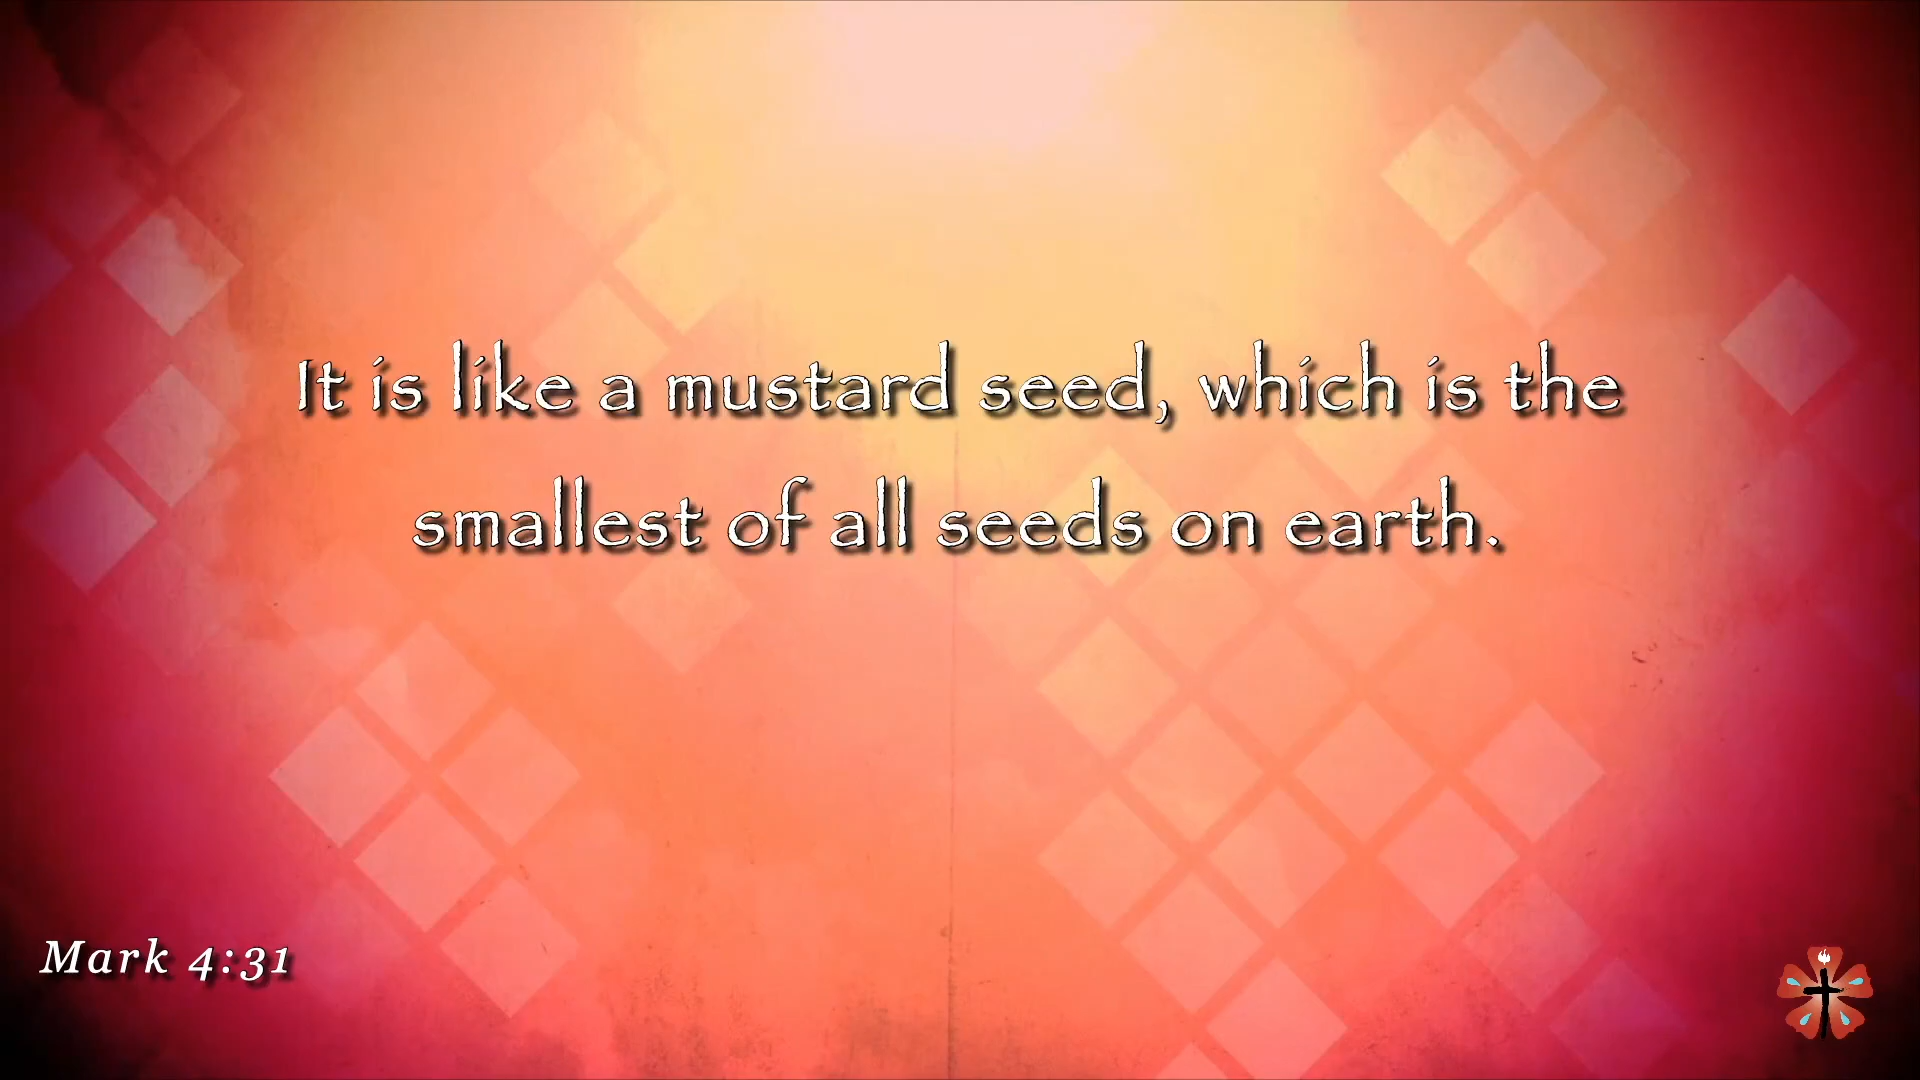 It is like a mustard seed, which is the
smallest of all seeds on earth.
Mark 4:31